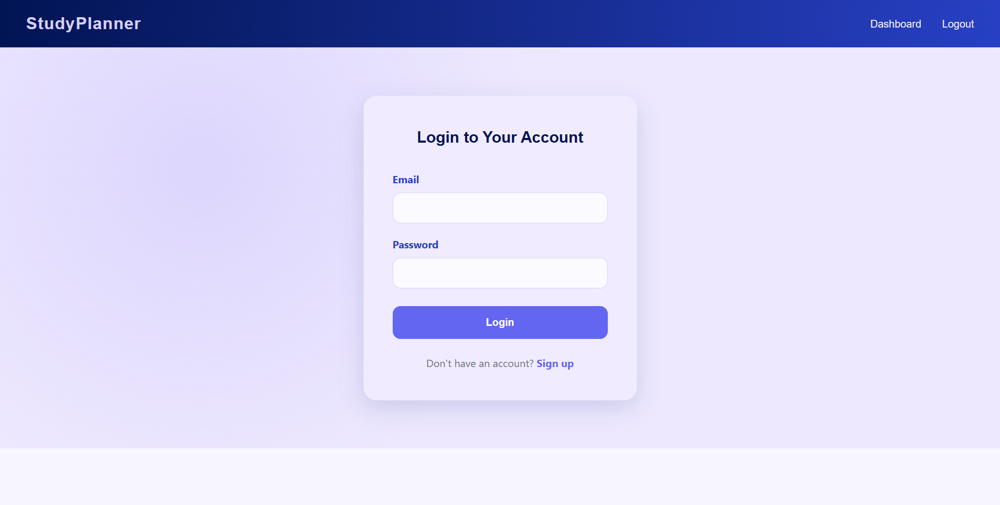 StudyPlanner
Dashboard
Logout
Login to Your Account
Email
Password
Login
Don't have an account? Sign up